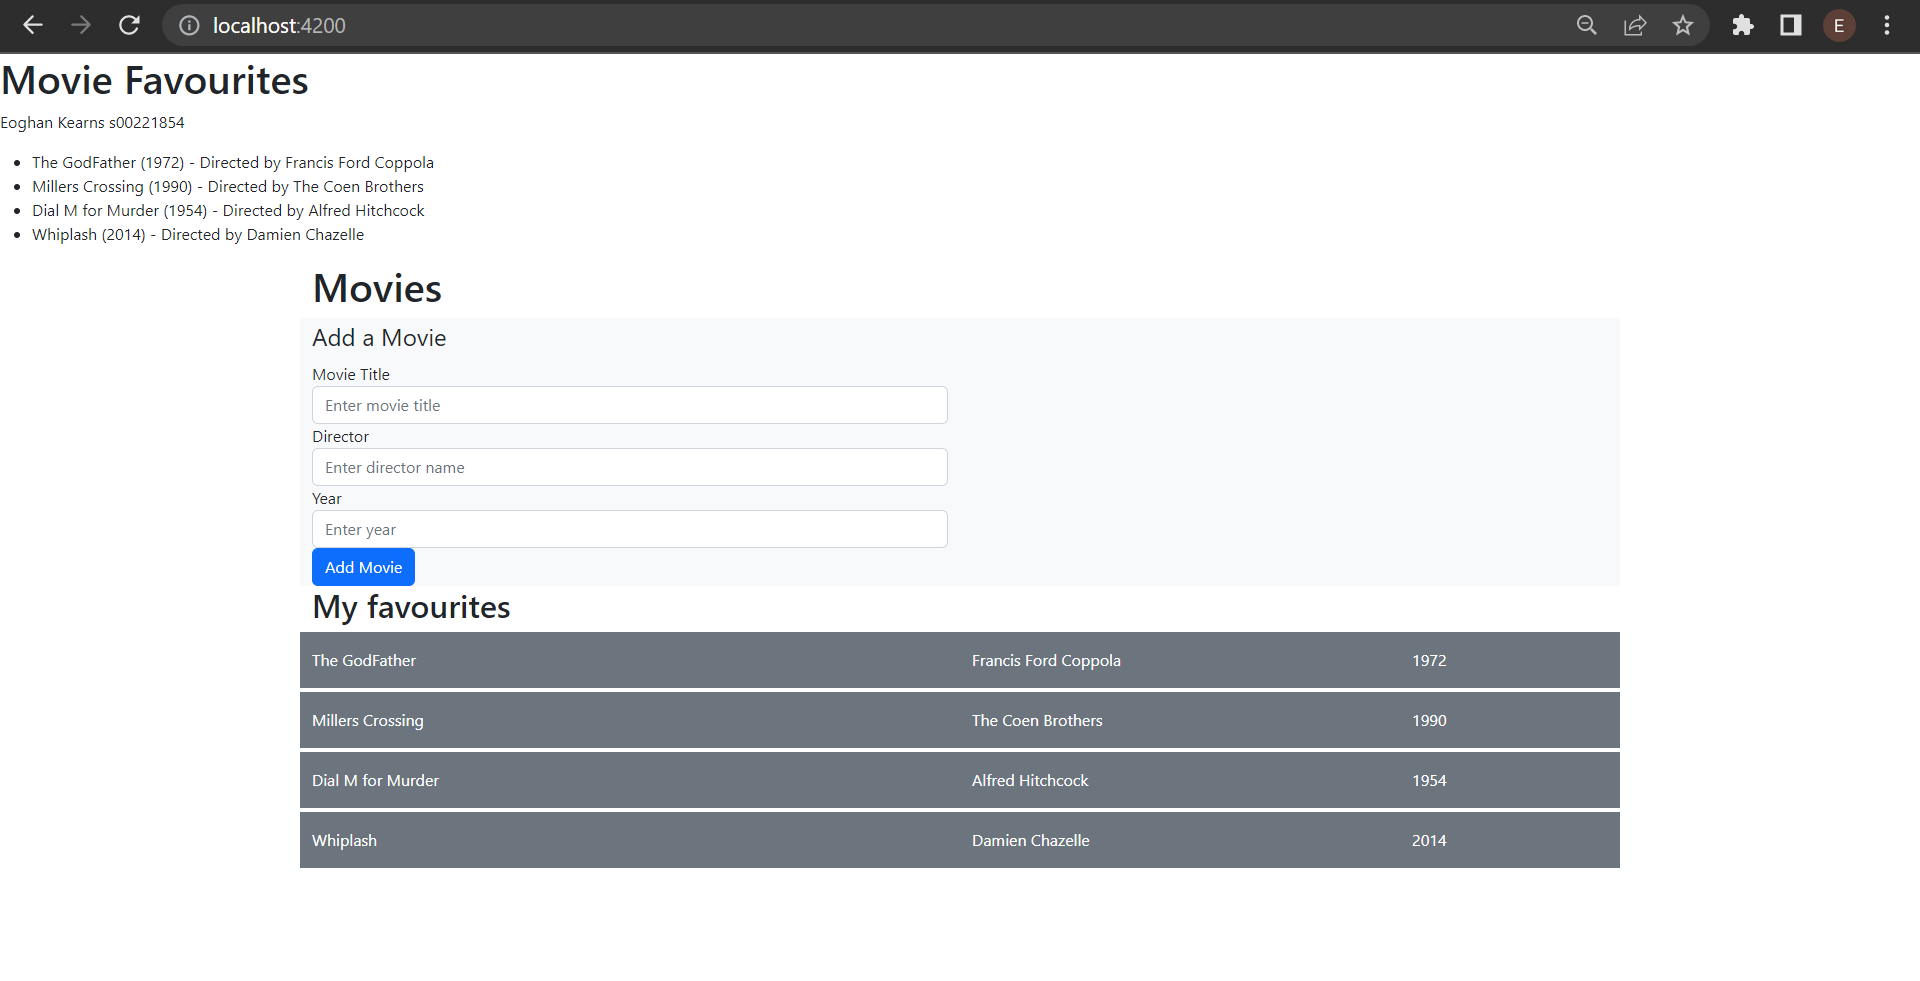 localhost:4200
E
Movie Favourites
Eoghan Kearns s00221854
The GodFather (1972) - Directed by Francis Ford Coppola
Millers Crossing (1990) - Directed by The Coen Brothers
Dial M for Murder (1954) - Directed by Alfred Hitchcock
Whiplash (2014) - Directed by Damien Chazelle
Movies
Add a Movie
Movie Title
Enter movie title
Director
Enter director name
Year
Enter year
Add Movie
My favourites
The GodFather Francis Ford Coppola 1972
Millers Crossing The Coen Brothers 1990
Dial M for Murder Alfred Hitchcock 1954
Whiplash Damien Chazelle 2014